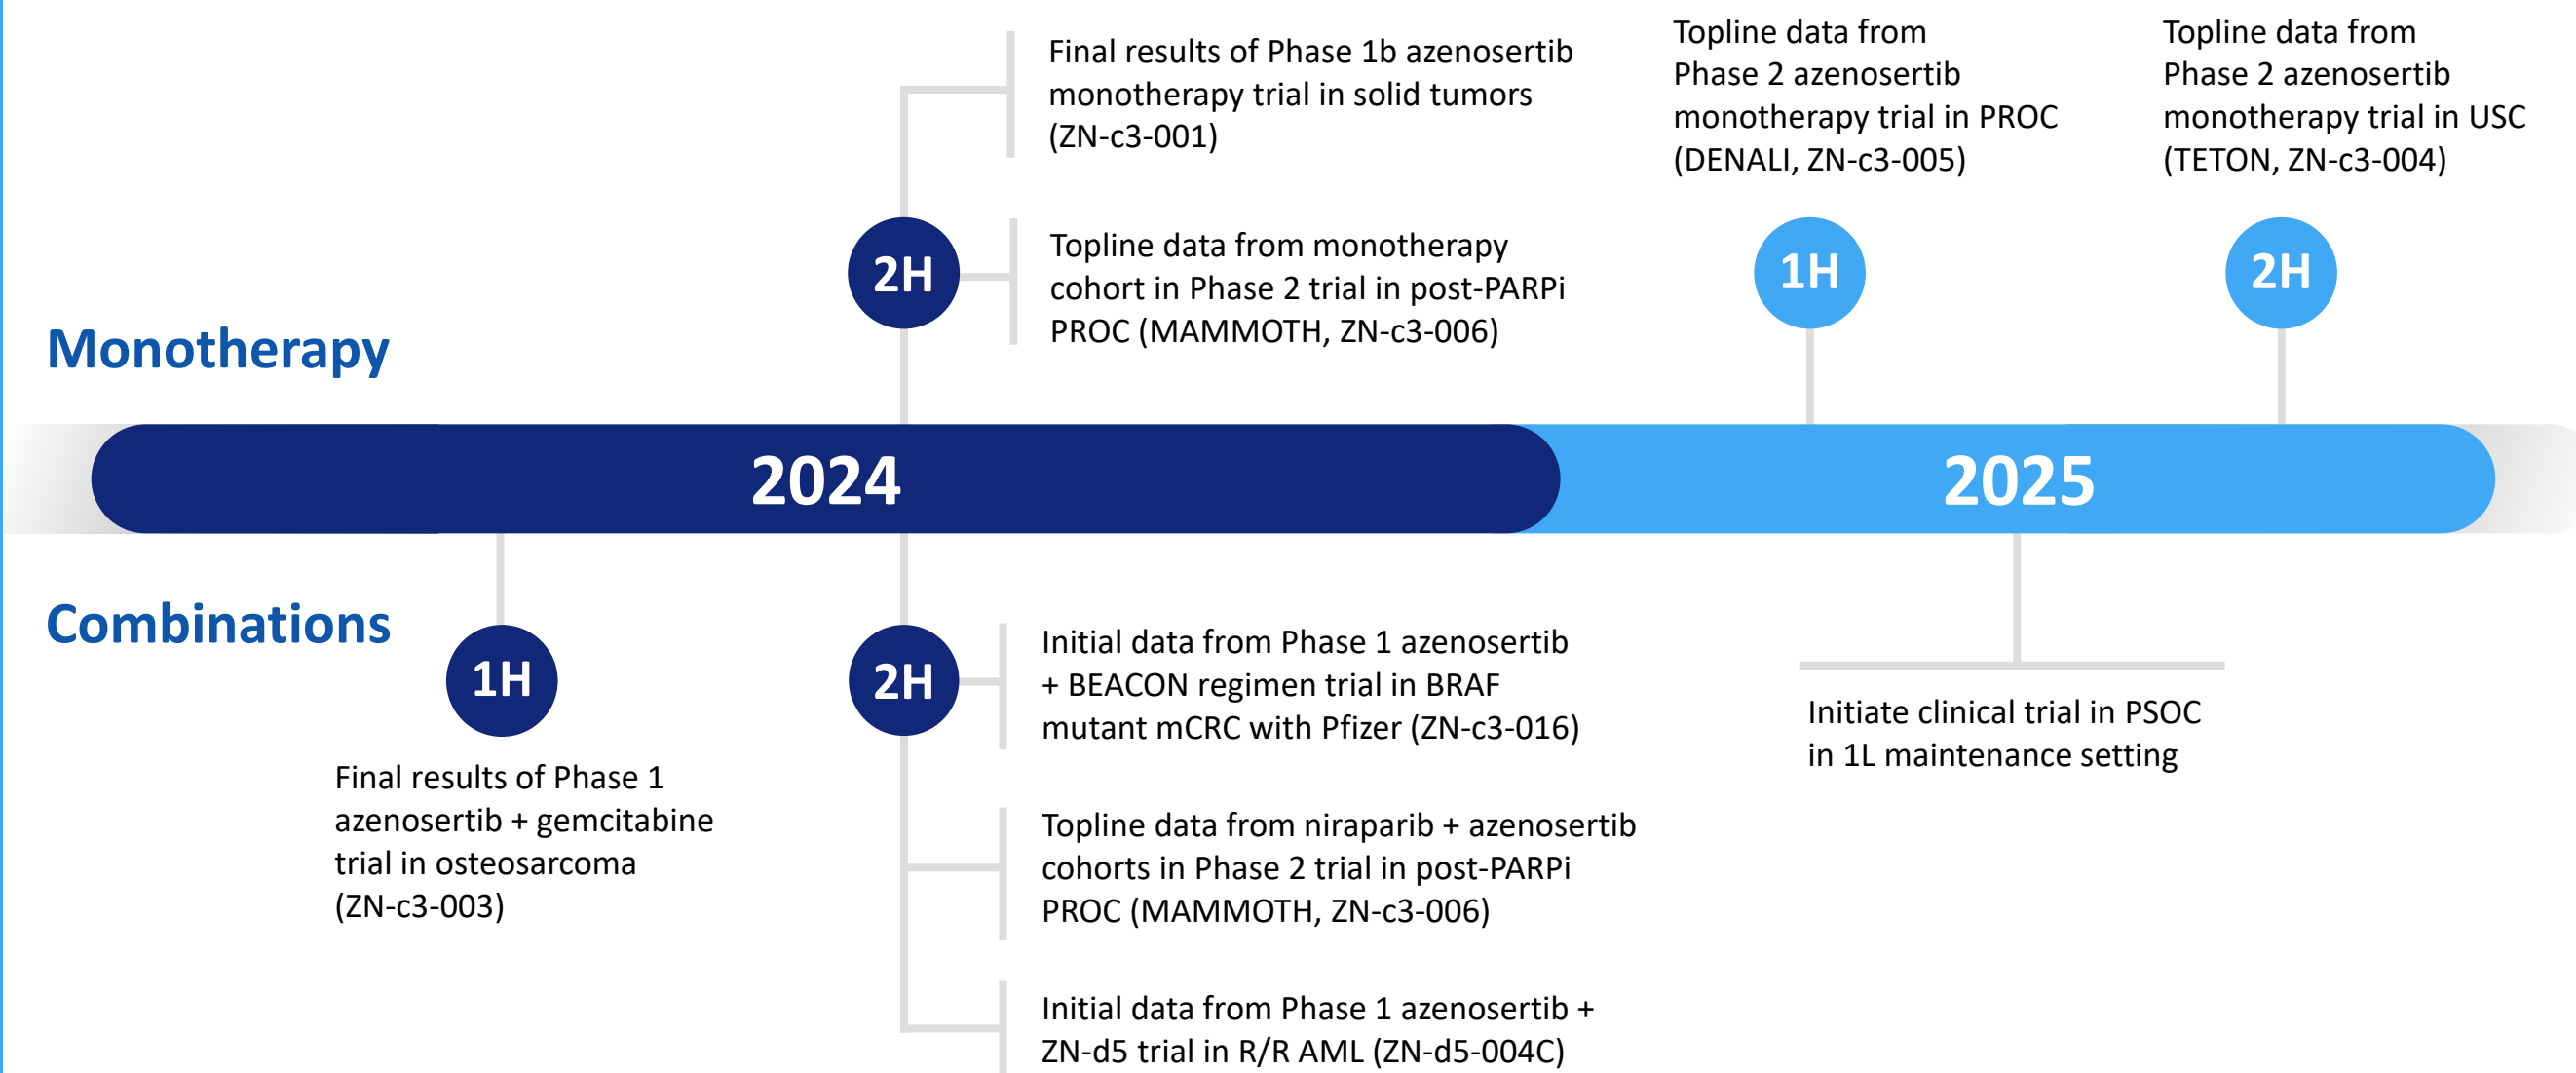 Final results of Phase 1b azenosertib
monotherapy trial in solid tumors
(ZN-c3-001)
2H
Topline data from monotherapy
cohort in Phase 2 trial in post-PARPi
PROC (MAMMOTH, ZN-c3-006)
Topline data from
Phase 2 azenosertib
monotherapy trial in PROC
(DENALI, ZN-c3-005)
1H
Topline data from
Phase 2 azenosertib
monotherapy trial in USC
(TETON, ZN-c3-004)
2H
Monotherapy
2024
2025
Combinations
1H
Final results of Phase 1
azenosertib + gemcitabine
trial in osteosarcoma
(ZN-c3-003)
2H
Initial data from Phase 1 azenosertib
+ BEACON regimen trial in BRAF
mutant mCRC with Pfizer (ZN-c3-016)
Topline data from niraparib + azenosertib
cohorts in Phase 2 trial in post-PARPi
PROC (MAMMOTH, ZN-c3-006)
Initial data from Phase 1 azenosertib +
ZN-d5 trial in R/R AML (ZN-d5-004C)
Initiate clinical trial in PSOC
in 1L maintenance setting